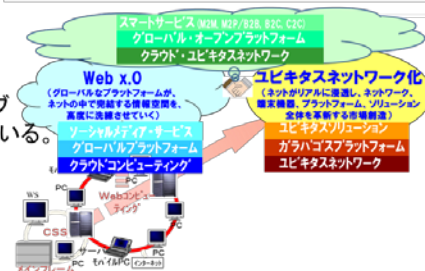 スマートサービス(M2M, M2P/B2B, B2C, C2C)
グローバル・オープンプラットフォーム
クラウド・ユビキタスネットワーク
Web x.0
(グローバルなプラットフォームが、
ネットの中で完結する情報空間を、
高度に洗練させていく)
ソーシャルメディア・サービス
グローバルプラットフォーム
クラウドコンピューティング
ユビキタスネットワーク化
(ネットがリアルに浸透し、ネットワーク、
端末機器、プラットフォーム、ソリューション
全体を革新する市場創造)
ユビキタスソリューション
ガラパゴスプラットフォーム
ユビキタスネットワーク
ブ
いる。
PC
PC
WS
Webコンピュー
ティング
CSS
PC
サーバ
PC
モバイルPC
インターネット
PC
メインフレーム